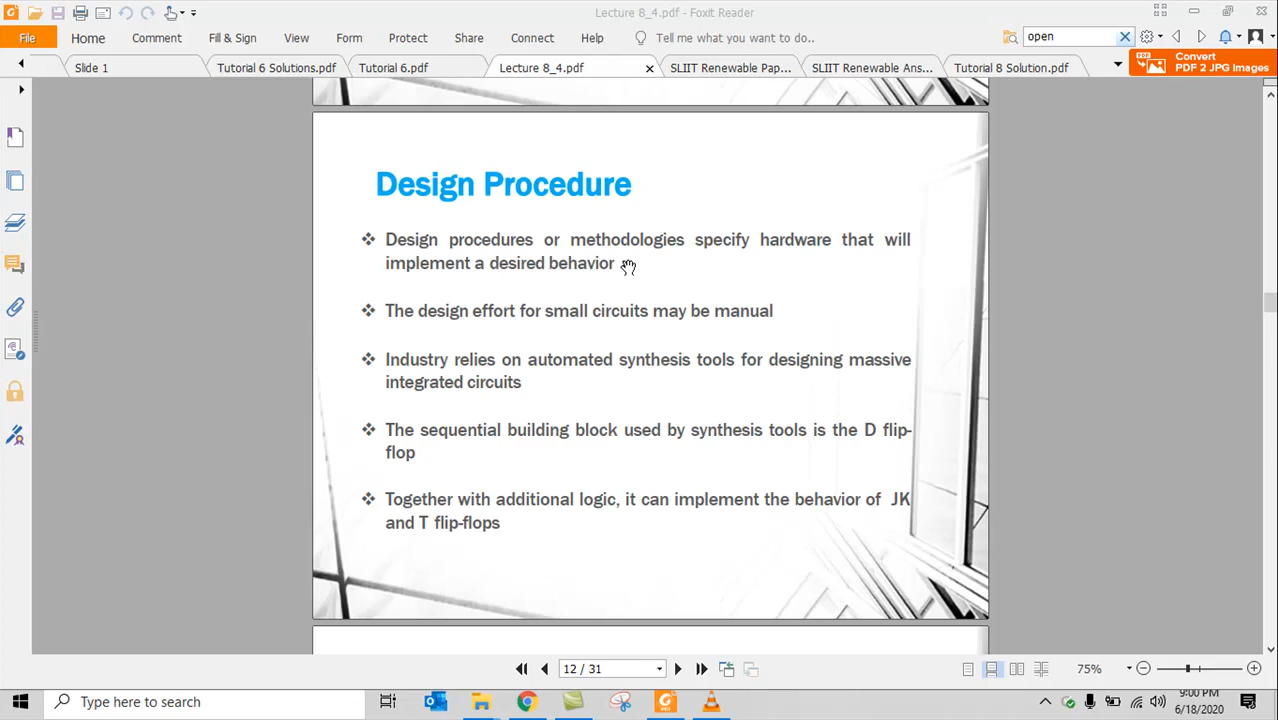 Lecture 8_4.pdf - Foxit Reader
File Home Comment Fill & Sign View Form Protect Share Connect Help Tell me what you want to do.. open
Slide 1 Tutorial 6 Solutions.pdf Tutorial 6.pdf Lecture 8_4.pdf SLIIT Renewable Pap... SLIIT Renewable Ans... Tutorial 8 Solution.pdf
Convert
PDF 2 JPG Images
Design Procedure
Design procedures or methodologies specify hardware that will
implement a desired behavior
The design effort for small circuits may be manual
Industry relies on automated synthesis tools for designing massive
integrated circuits
The sequential building block used by synthesis tools is the D flip-
flop
Together with additional logic, it can implement the behavior of JK
and T flip-flops
12 / 31
75%
Type here to search
9:00 PM
6/18/2020